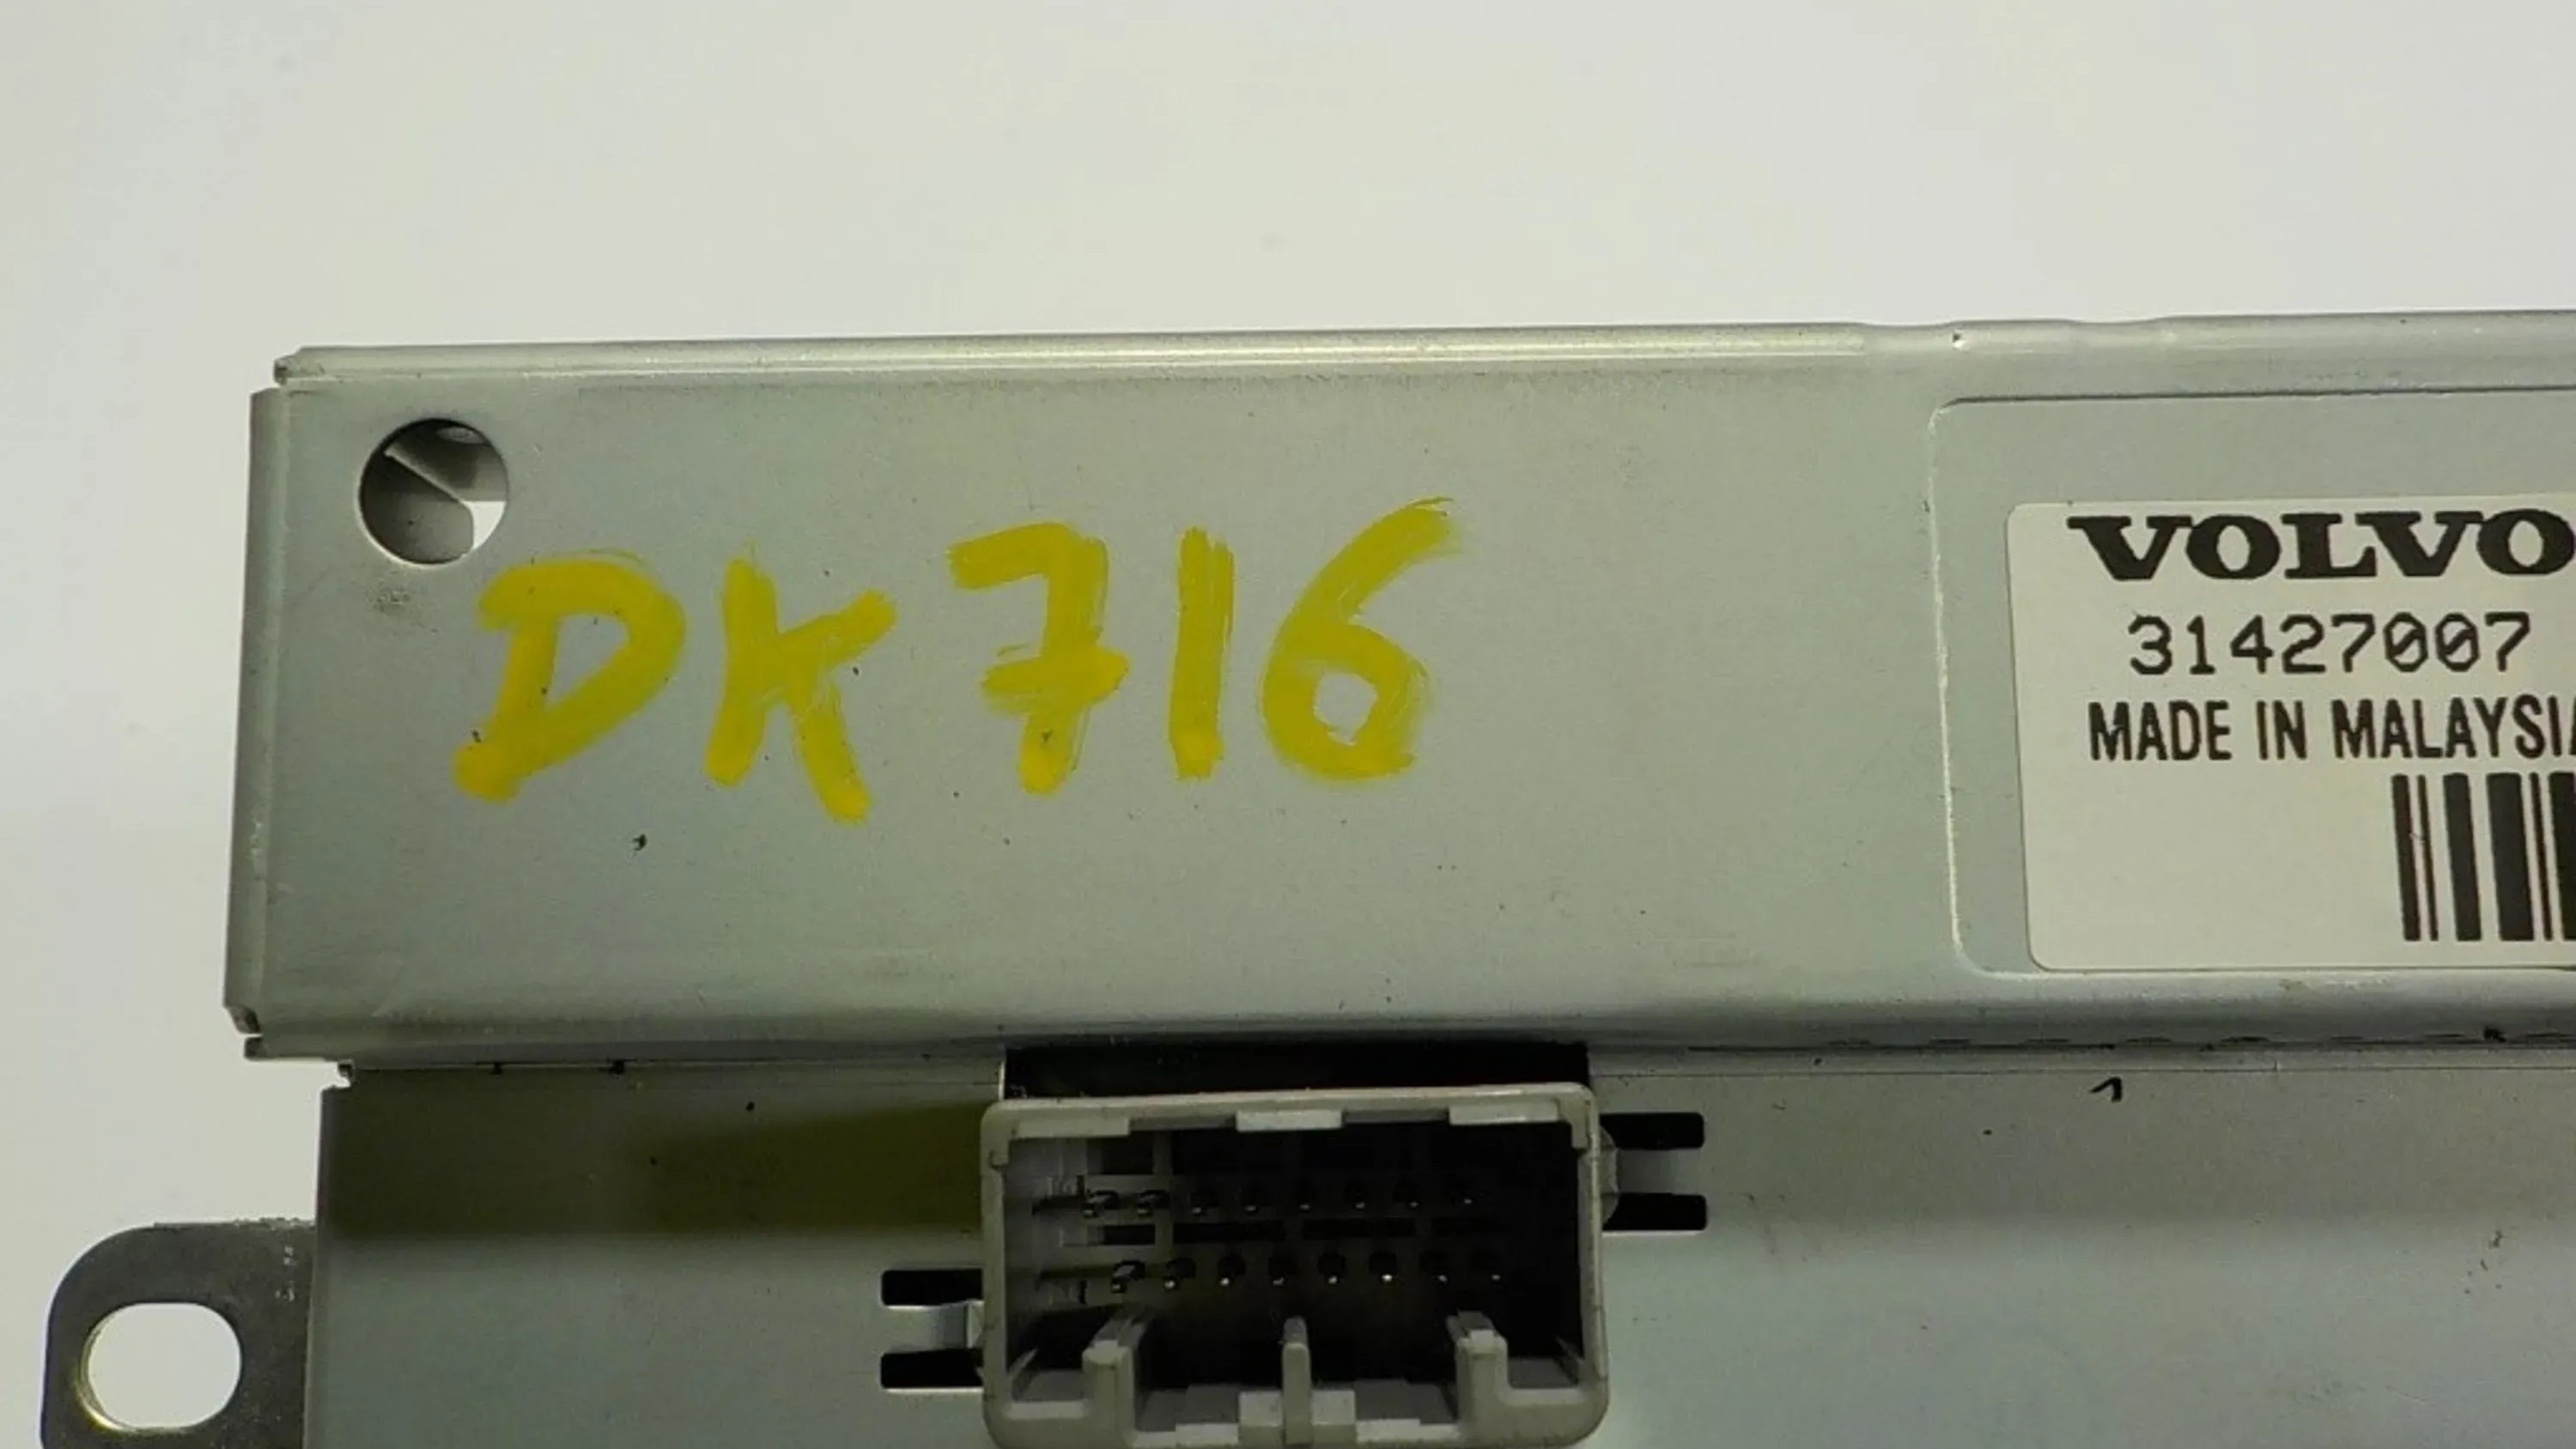 DK716
VOLVO
31427007
MADE IN MALAYSIA